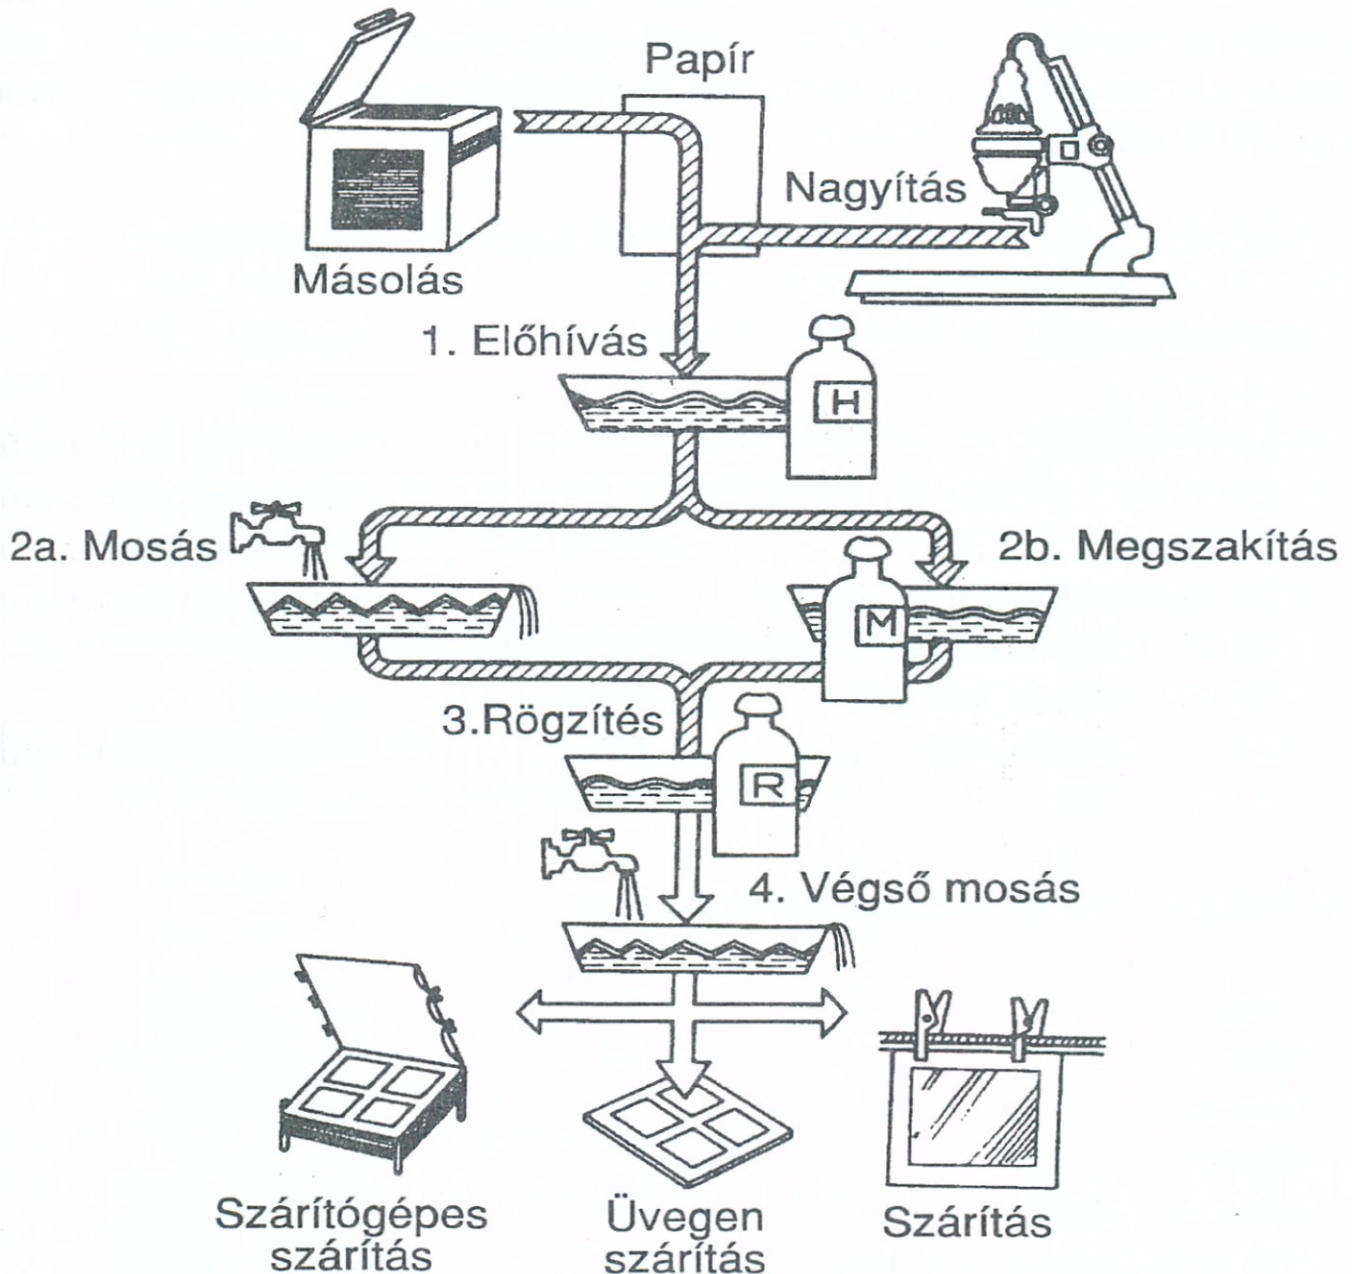 Papír
Nagyítás
Másolás
1. Előhívás
H
2a. Mosás
2b. Megszakítás
M
3.Rögzítés
R
4. Végső mosás
Szárítógépes
szárítás
Üvegen
szárítás
Szárítás